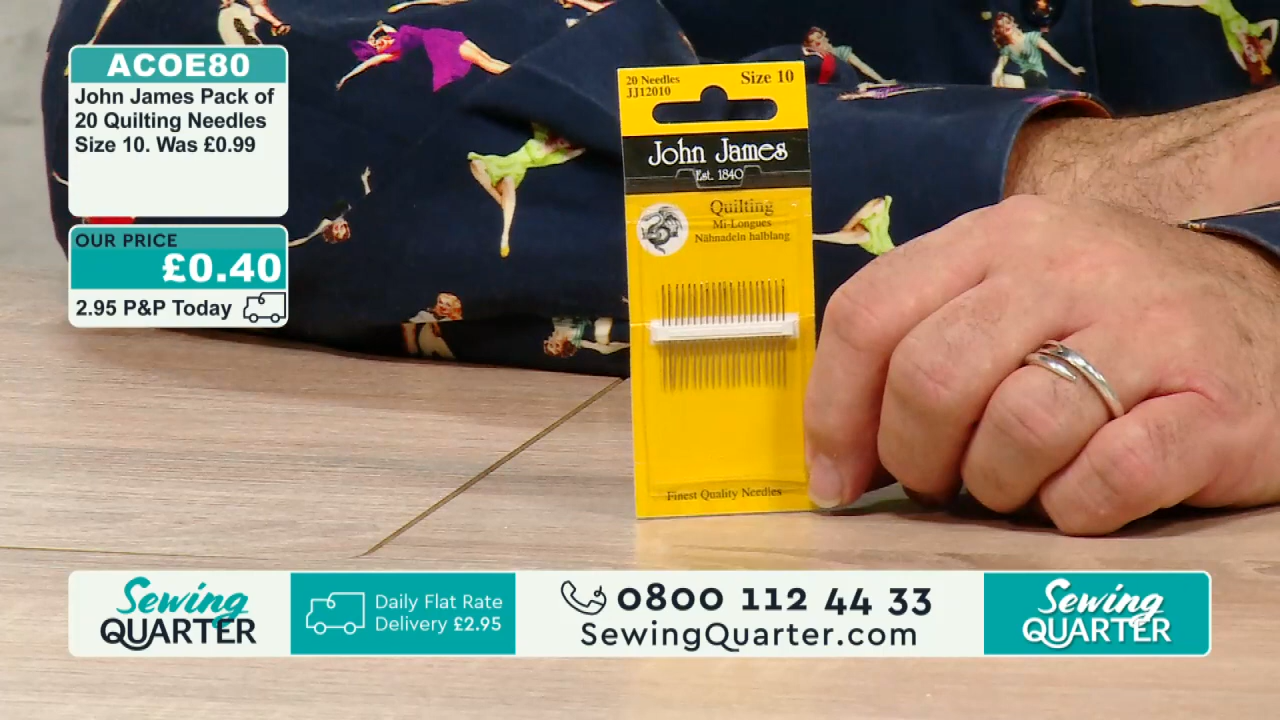 ACOE80
John James Pack of
20 Quilting Needles
Size 10. Was £0.99
OUR PRICE
£0.40
2.95 P&P Today
20 Needles
JJ12010
Size 10
John James
Est. 1840
Quilting
Mi-Longues
Nähnadeln halblang
Finest Quality Needles
Sewing
QUARTER
Daily Flat Rate
Delivery £2.95
0800 112 44 33
SewingQuarter.com
Sewing
QUARTER